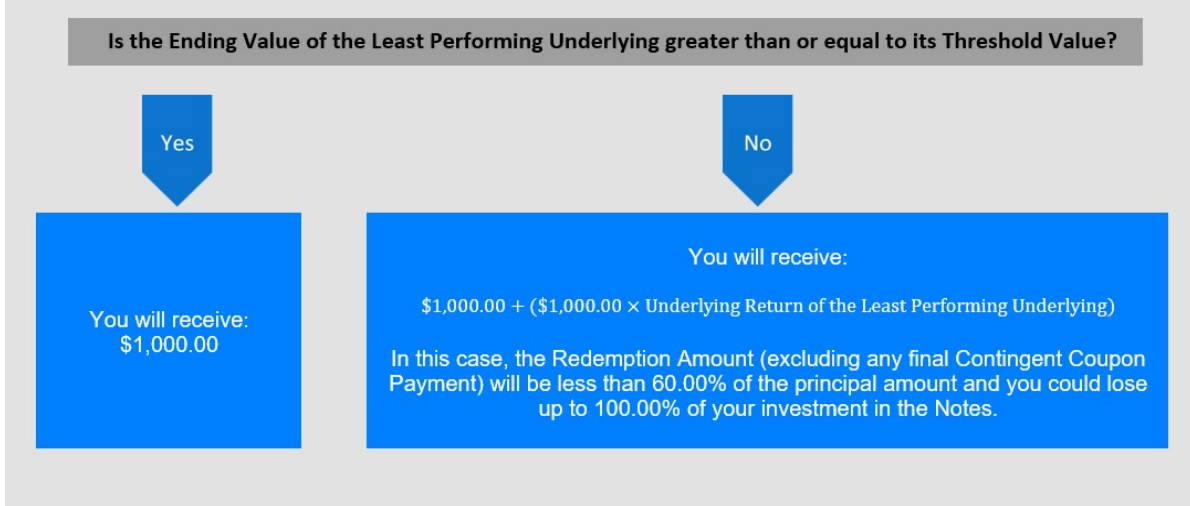 Is the Ending Value of the Least Performing Underlying greater than or equal to its Threshold Value?
Yes
No
You will receive:
$1,000.00
You will receive:
$1,000.00 + ($1,000.00 × Underlying Return of the Least Performing Underlying)
In this case, the Redemption Amount (excluding any final Contingent Coupon
Payment) will be less than 60.00% of the principal amount and you could lose
up to 100.00% of your investment in the Notes.